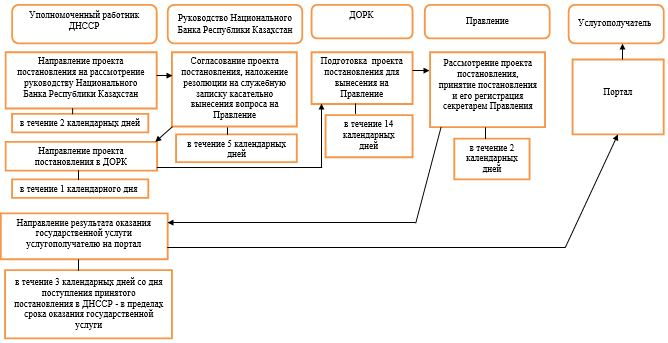 Уполномоченный работник
ДНССР
Руководство Национального
Банка Республики Казахстан
ДОРК
Правление
Услугополучатель
Направление проекта
постановления на рассмотрение
руководству Национального
Банка Республики Казахстан
в течение 2 календарных дней
Согласование проекта
постановления, наложение
резолюции на служебную
записку касательно
вынесения вопроса на
Правление
в течение 5 календарных
дней
Подготовка проекта
постановления для
вынесения на
Правление
в течение 14
календарных
дней
Рассмотрение проекта
постановления,
принятие постановления
и его регистрация
секретарем Правления
в течение 2
календарных
дней
Портал
Направление проекта
постановления в ДОРК
в течение 1 календарного дня
Направление результата оказания
государственной услуги
услугополучателю на портал
в течение 3 календарных дней со дня
поступления принятого
постановления в ДНССР - в пределах
срока оказания государственной
услуги